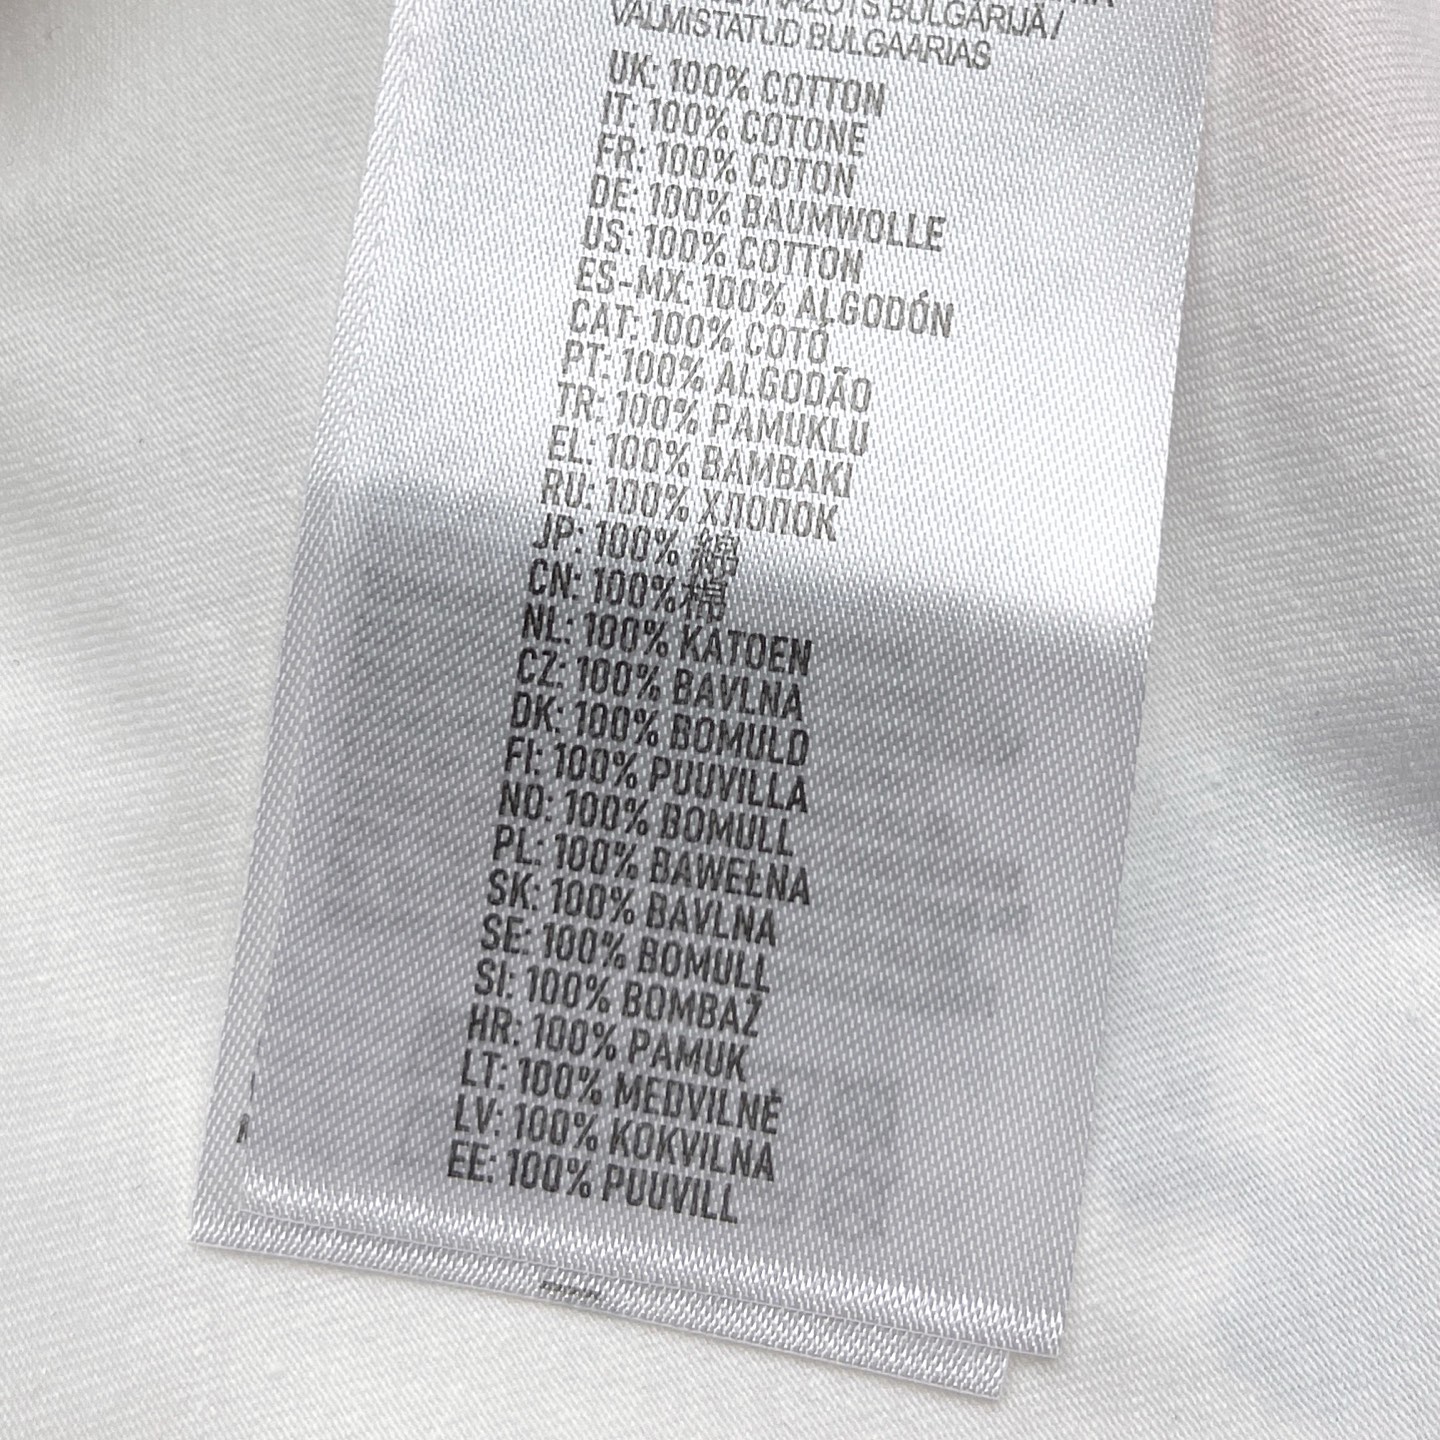 RAŽOTS BULGĀRIJĀ/
VALMISTATUD BULGAARIAS
UK: 100% COTTON
IT: 100% COTONE
FR: 100% COTON
DE: 100% BAUMWOLLE
US: 100% COTTON
ES-MX: 100% ALGODÓN
CAT: 100% COTÓ
PT: 100% ALGODÃO
TR: 100% PAMUKLU
EL: 100% BAMBAKI
RU: 100% ХЛОПОК
JP: 100% 綿
CN: 100%棉
NL: 100% KATOEN
CZ: 100% BAVLNA
DK: 100% BOMULD
FI: 100% PUUVILLA
NO: 100% BOMULL
PL: 100% BAWEŁNA
SK: 100% BAVLNA
SE: 100% BOMULL
SI: 100% BOMBAŽ
HR: 100% PAMUK
LT: 100% MEDVILNĖ
LV: 100% KOKVILNA
EE: 100% PUUVILL